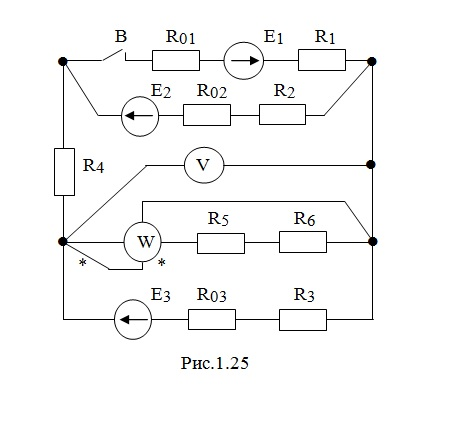 B R01 E1 R1
E2 R02 R2
R4 V
W R5 R6
* *
E3 R03 R3
Рис.1.25